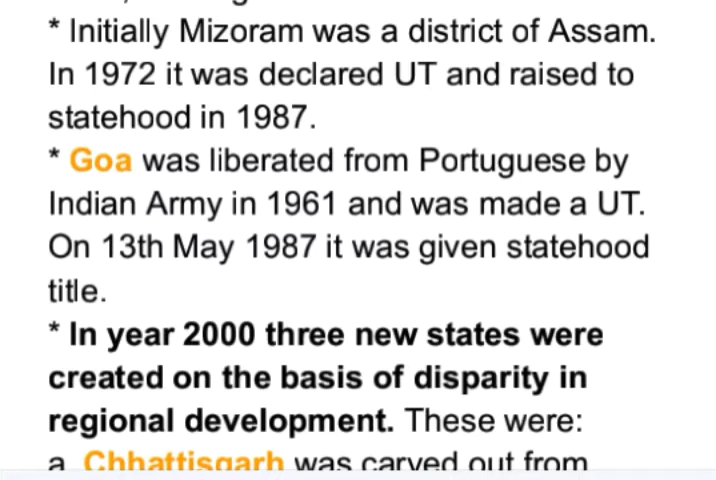 * Initially Mizoram was a district of Assam.
In 1972 it was declared UT and raised to
statehood in 1987.
* Goa was liberated from Portuguese by
Indian Army in 1961 and was made a UT.
On 13th May 1987 it was given statehood
title.
* In year 2000 three new states were
created on the basis of disparity in
regional development. These were:
a Chhattisgarh was carved out from